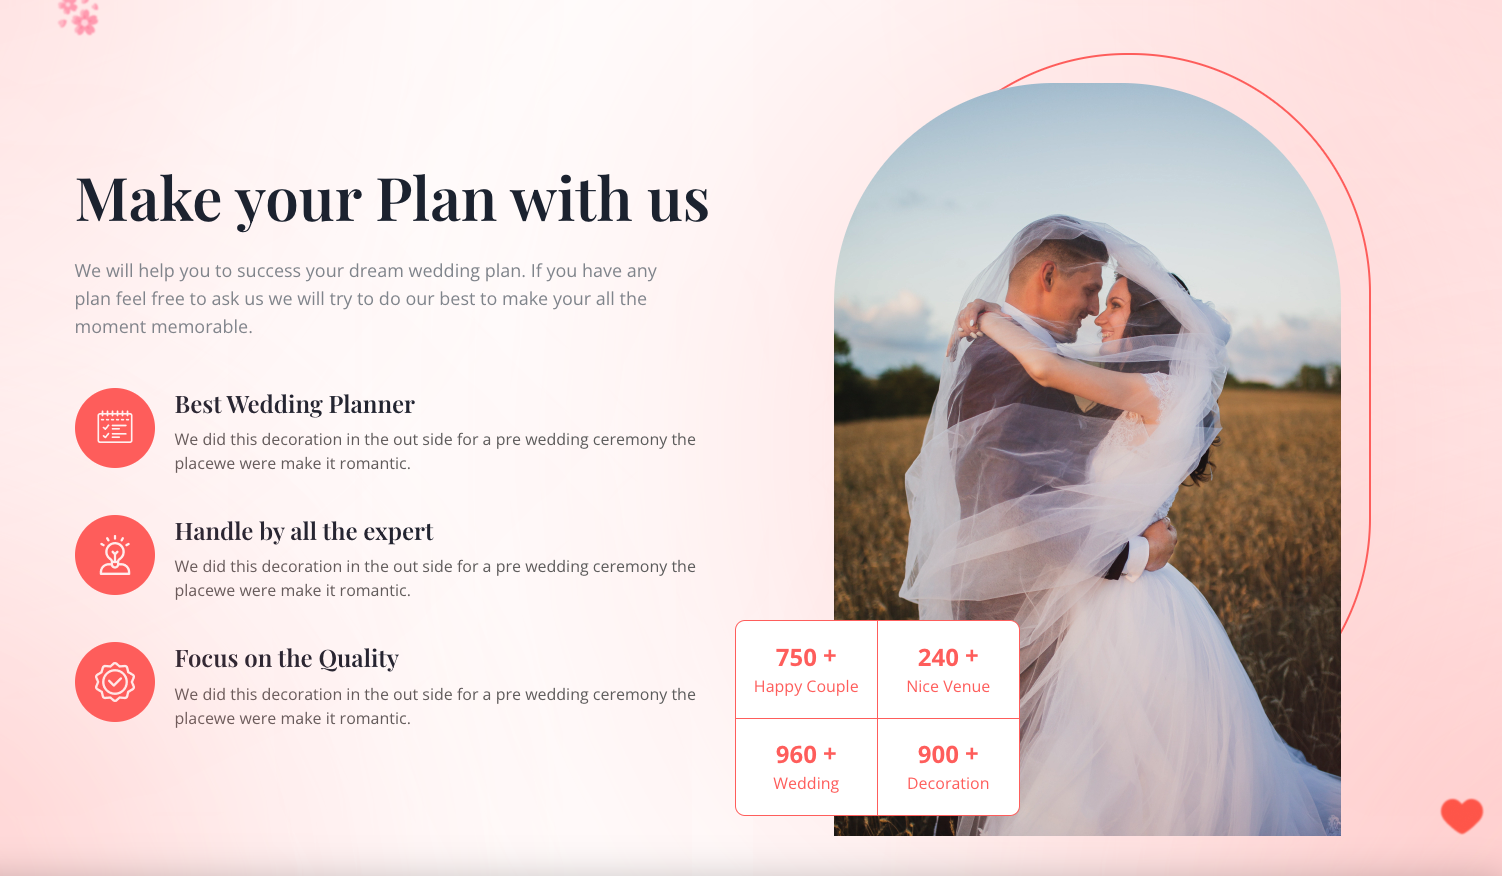 Make your Plan with us
We will help you to success your dream wedding plan. If you have any
plan feel free to ask us we will try to do our best to make your all the
moment memorable.
Best Wedding Planner
We did this decoration in the out side for a pre wedding ceremony the
placewe were make it romantic.
Handle by all the expert
We did this decoration in the out side for a pre wedding ceremony the
placewe were make it romantic.
Focus on the Quality
We did this decoration in the out side for a pre wedding ceremony the
placewe were make it romantic.
750 +
Happy Couple
240 +
Nice Venue
960 +
Wedding
900 +
Decoration